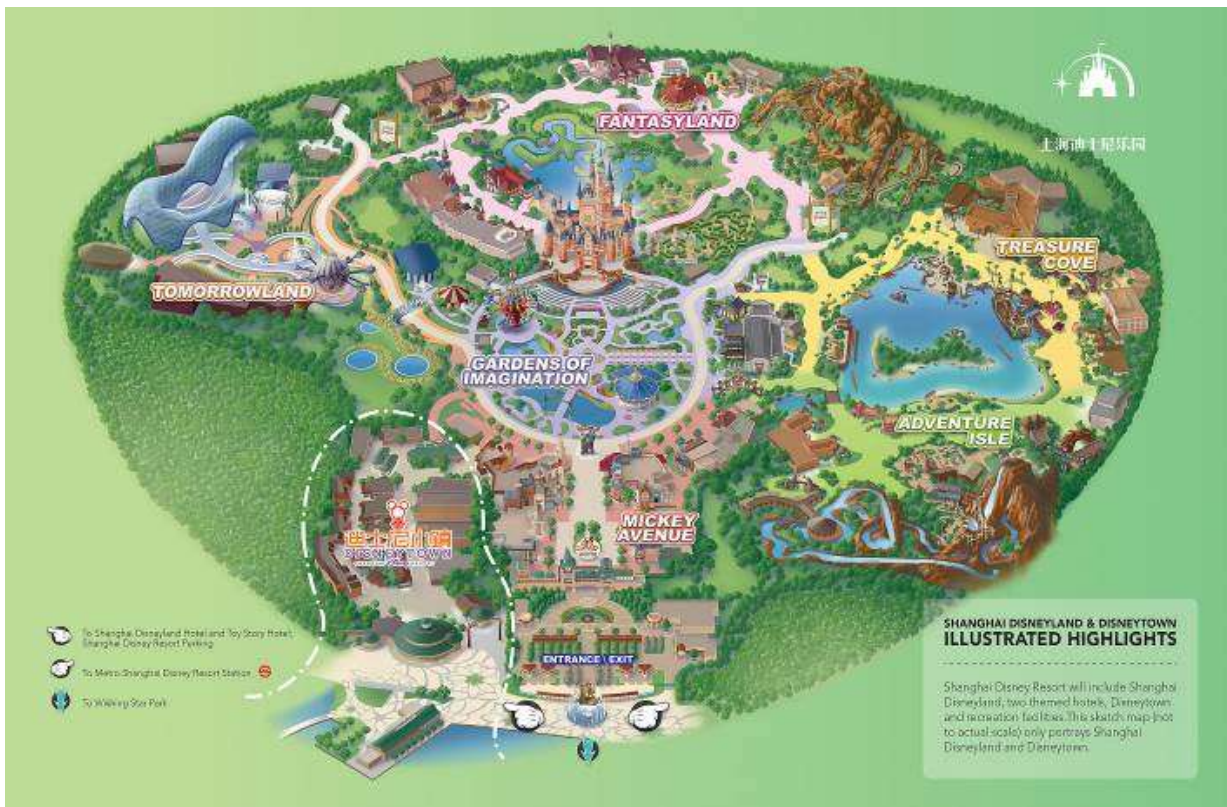 上海迪士尼乐园
FANTASYLAND
TREASURE
COVE
TOMORROWLAND
GARDENS OF
IMAGINATION
ADVENTURE
ISLE
MICKEY
AVENUE
迪士尼小镇
DISNEYTOWN
ENTRANCE \ EXIT
To Shanghai Disneyland Hotel and Toy Story Hotel,
Shanghai Disney Resort Parking
To Metro Shanghai Disney Resort Station
To Wishing Star Park
SHANGHAI DISNEYLAND & DISNEYTOWN
ILLUSTRATED HIGHLIGHTS
Shanghai Disney Resort will include Shanghai
Disneyland, two themed hotels, Disneytown
and recreation facilities. This sketch map (not
to actual scale) only portrays Shanghai
Disneyland and Disneytown.